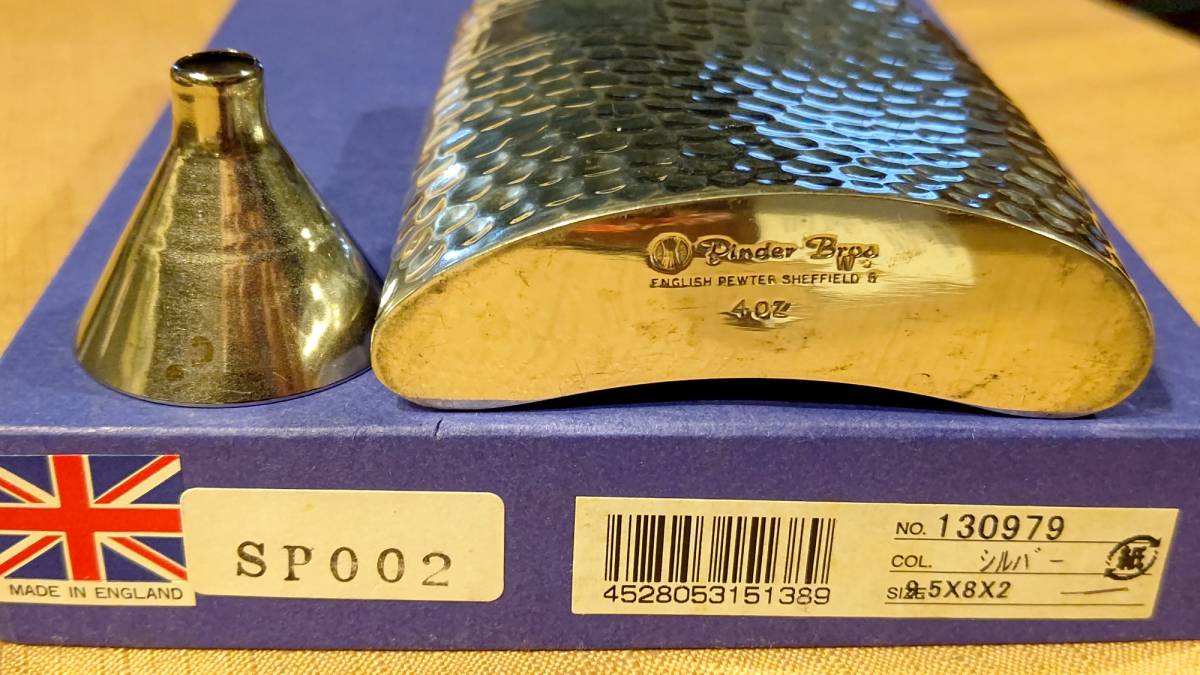 Pinder Bros
ENGLISH PEWTER SHEFFIELD 5
4OZ
MADE IN ENGLAND
SP002
4528053151389
NO. 130979
COL. シルバー
SIZE 9.5X8X2
紙